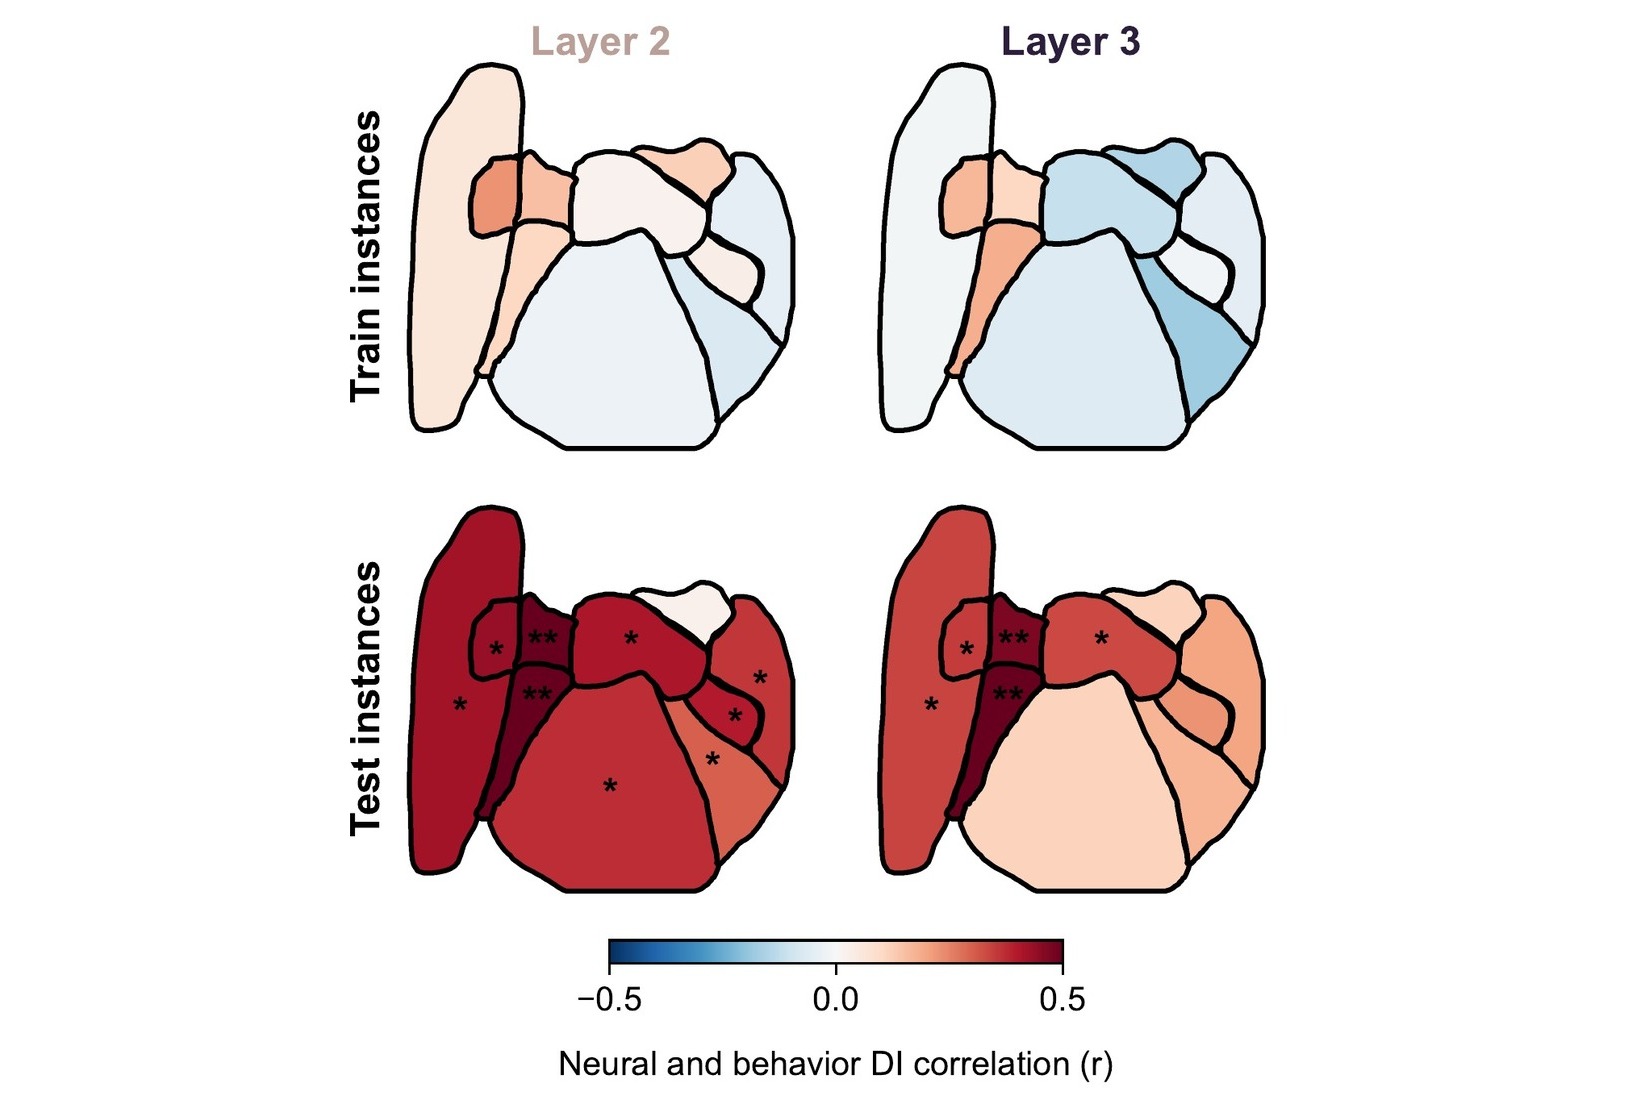 Layer 2 Layer 3
Train instances
** * * ** * * * * *
Test instances
** * * ** *
−0.5 0.0 0.5
Neural and behavior DI correlation (r)